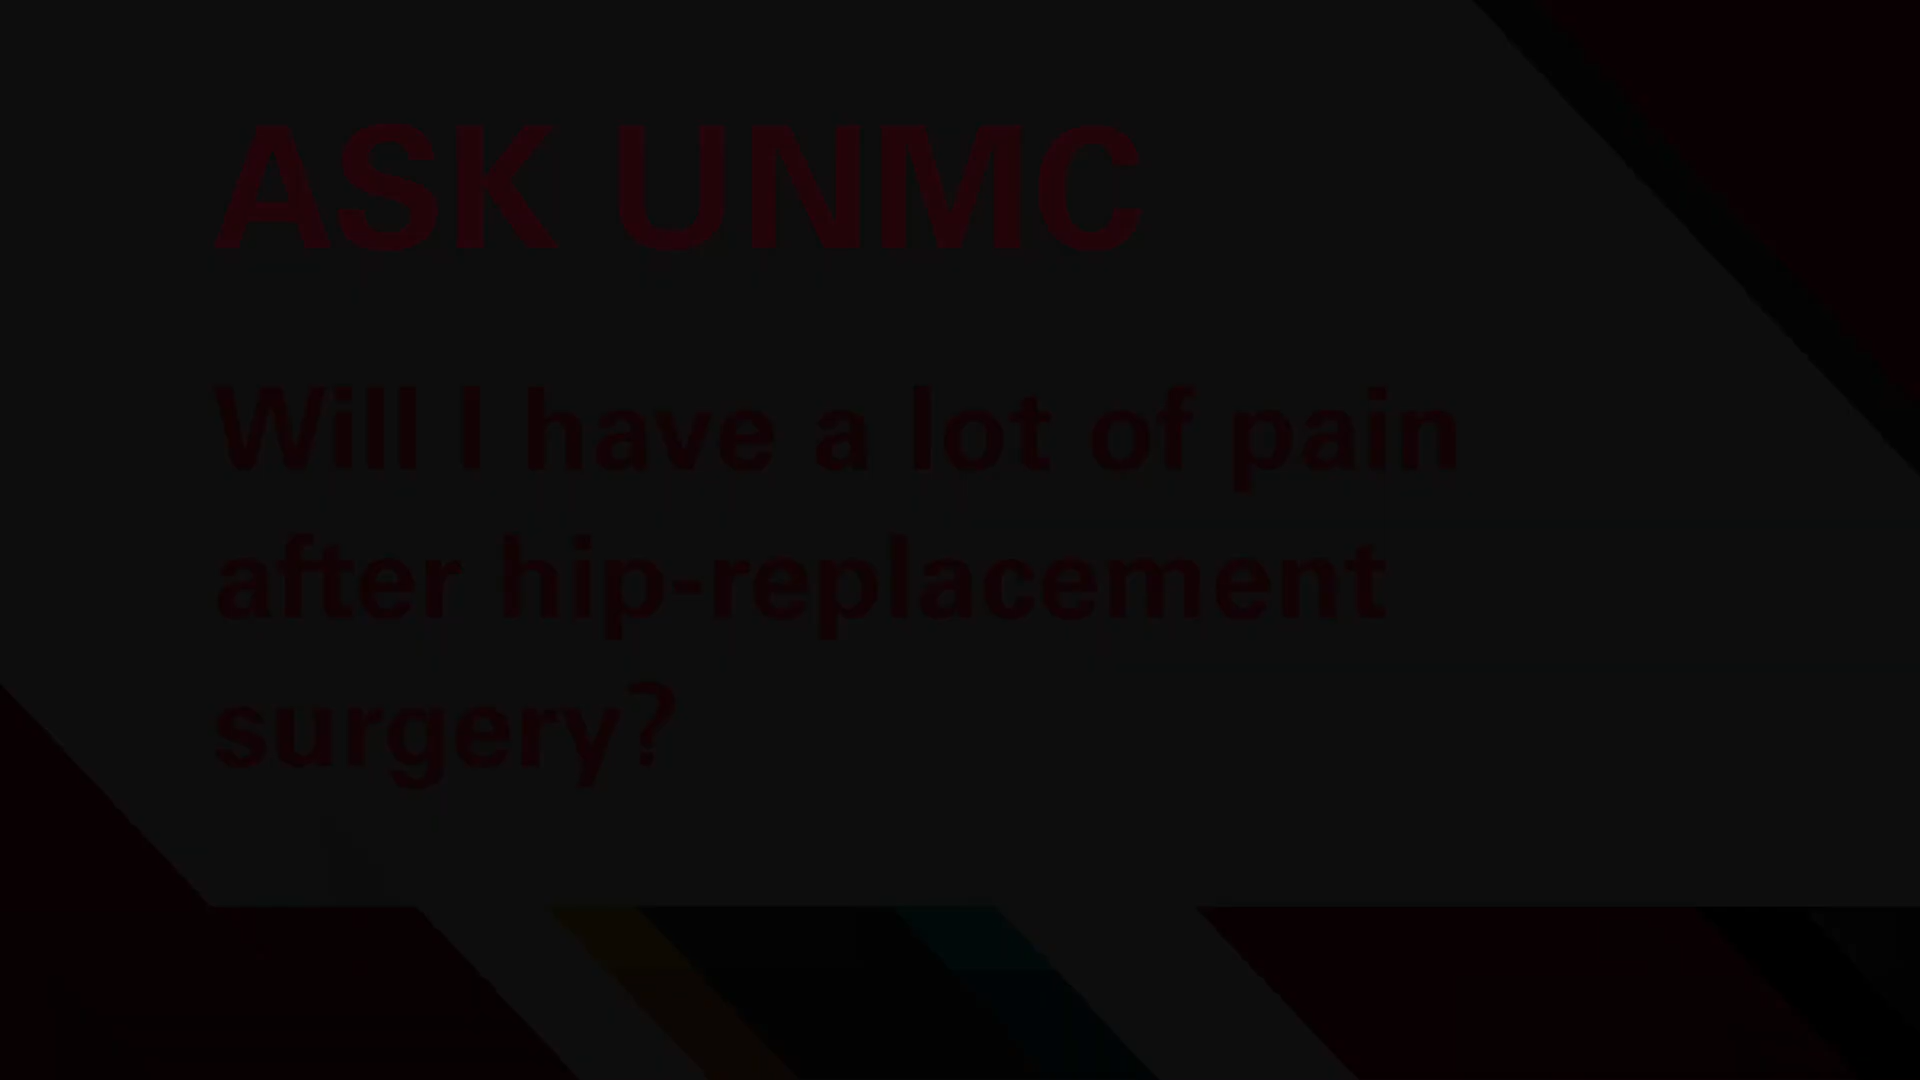 ASK UNMC
Will I have a lot of pain
after hip-replacement
surgery?